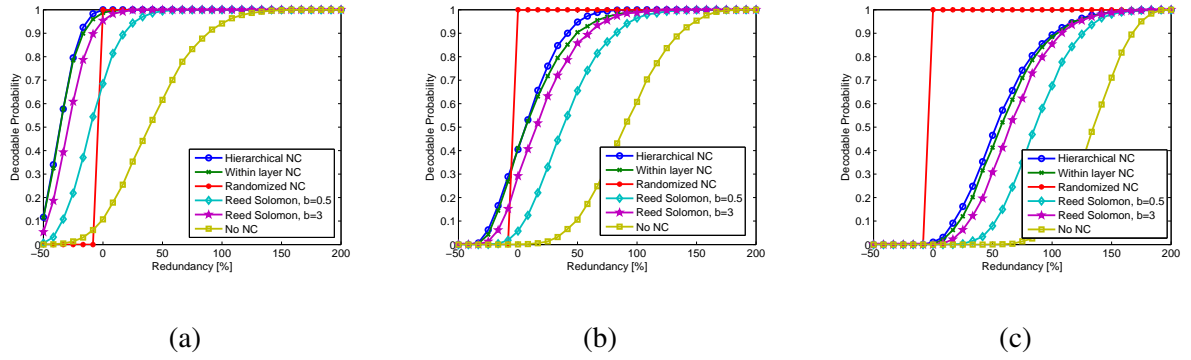 1
0.9
0.8
0.7
0.6
0.5
0.4
0.3
0.2
0.1
0
Decodable Probability
Hierarchical NC
Within layer NC
Randomized NC
Reed Solomon, b=0.5
Reed Solomon, b=3
No NC
−50 0 50 100 150 200
Redundancy [%]
(a)
1
0.9
0.8
0.7
0.6
0.5
0.4
0.3
0.2
0.1
0
Decodable Probability
Hierarchical NC
Within layer NC
Randomized NC
Reed Solomon, b=0.5
Reed Solomon, b=3
No NC
−50 0 50 100 150 200
Redundancy [%]
(b)
1
0.9
0.8
0.7
0.6
0.5
0.4
0.3
0.2
0.1
0
Decodable Probability
Hierarchical NC
Within layer NC
Randomized NC
Reed Solomon, b=0.5
Reed Solomon, b=3
No NC
−50 0 50 100 150 200
Redundancy [%]
(c)